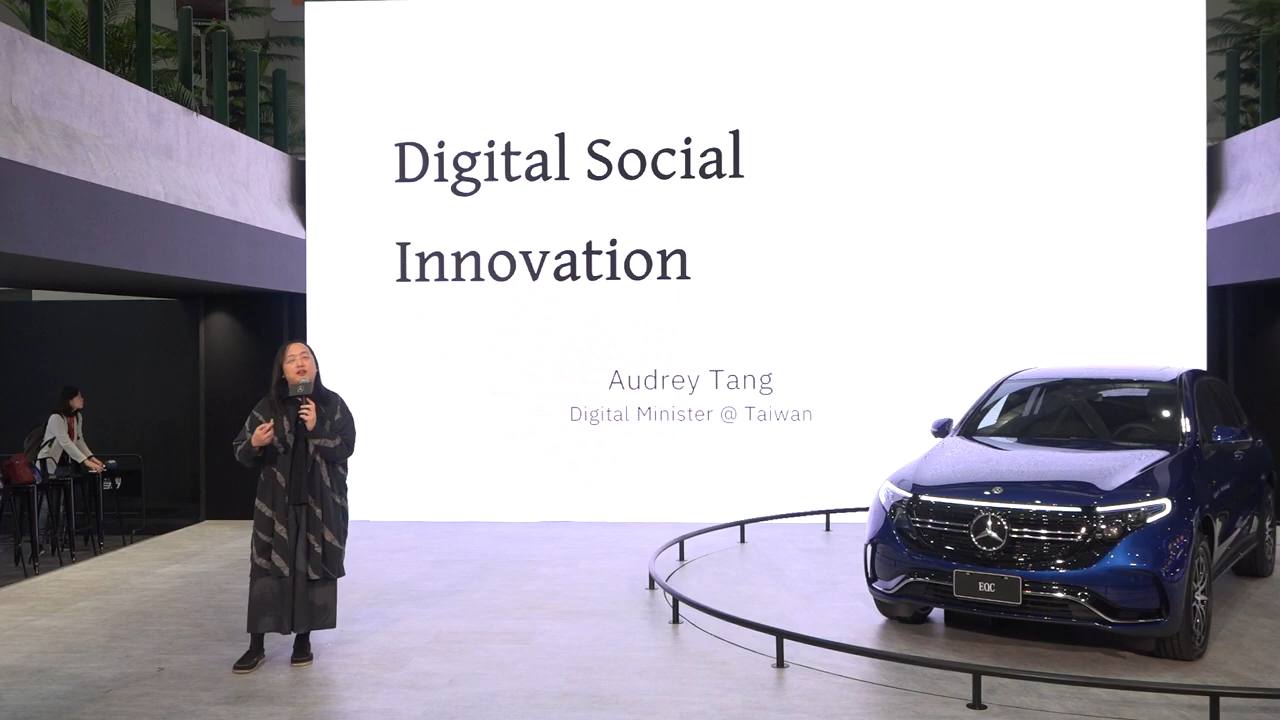 Digital Social
Innovation
Audrey Tang
Digital Minister @ Taiwan
EQC